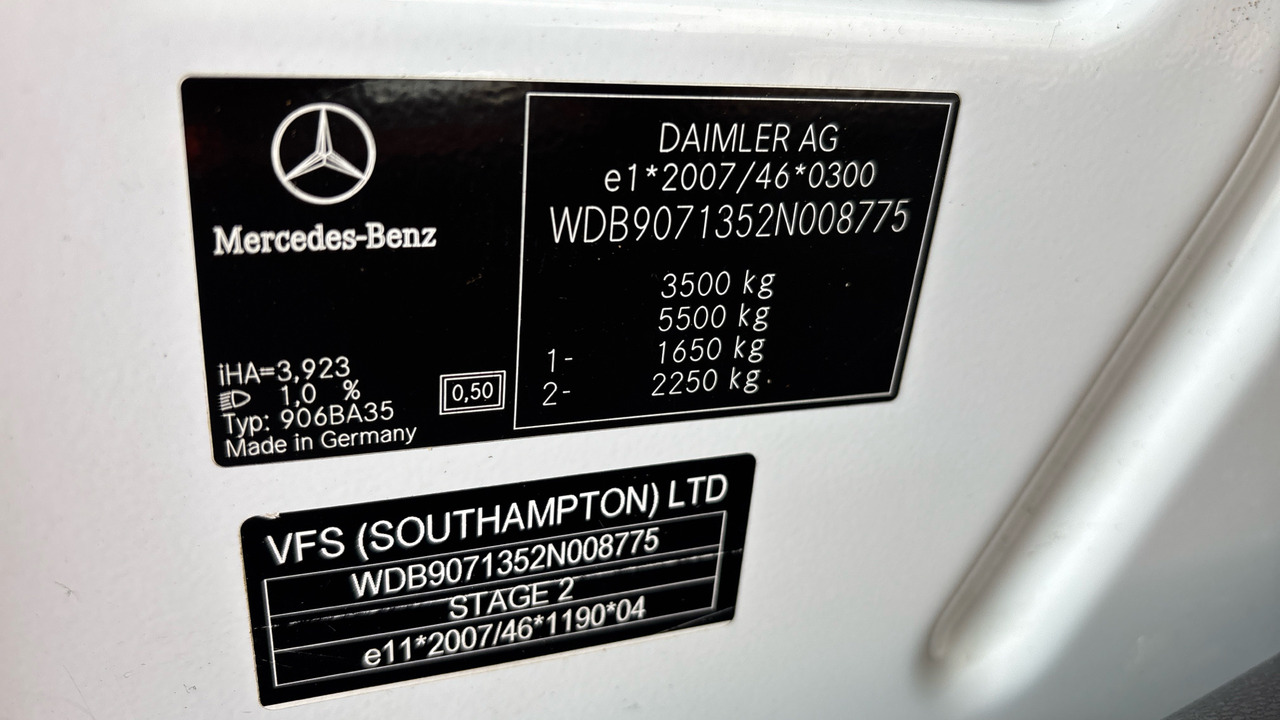 Mercedes-Benz
iHA=3,923
1,0 %
Typ: 906BA35
Made in Germany
0,50
DAIMLER AG
e1*2007/46*0300
WDB9071352N008775
3500 kg
5500 kg
1- 1650 kg
2- 2250 kg
VFS (SOUTHAMPTON) LTD
WDB9071352N008775
STAGE 2
e11*2007/46*1190*04